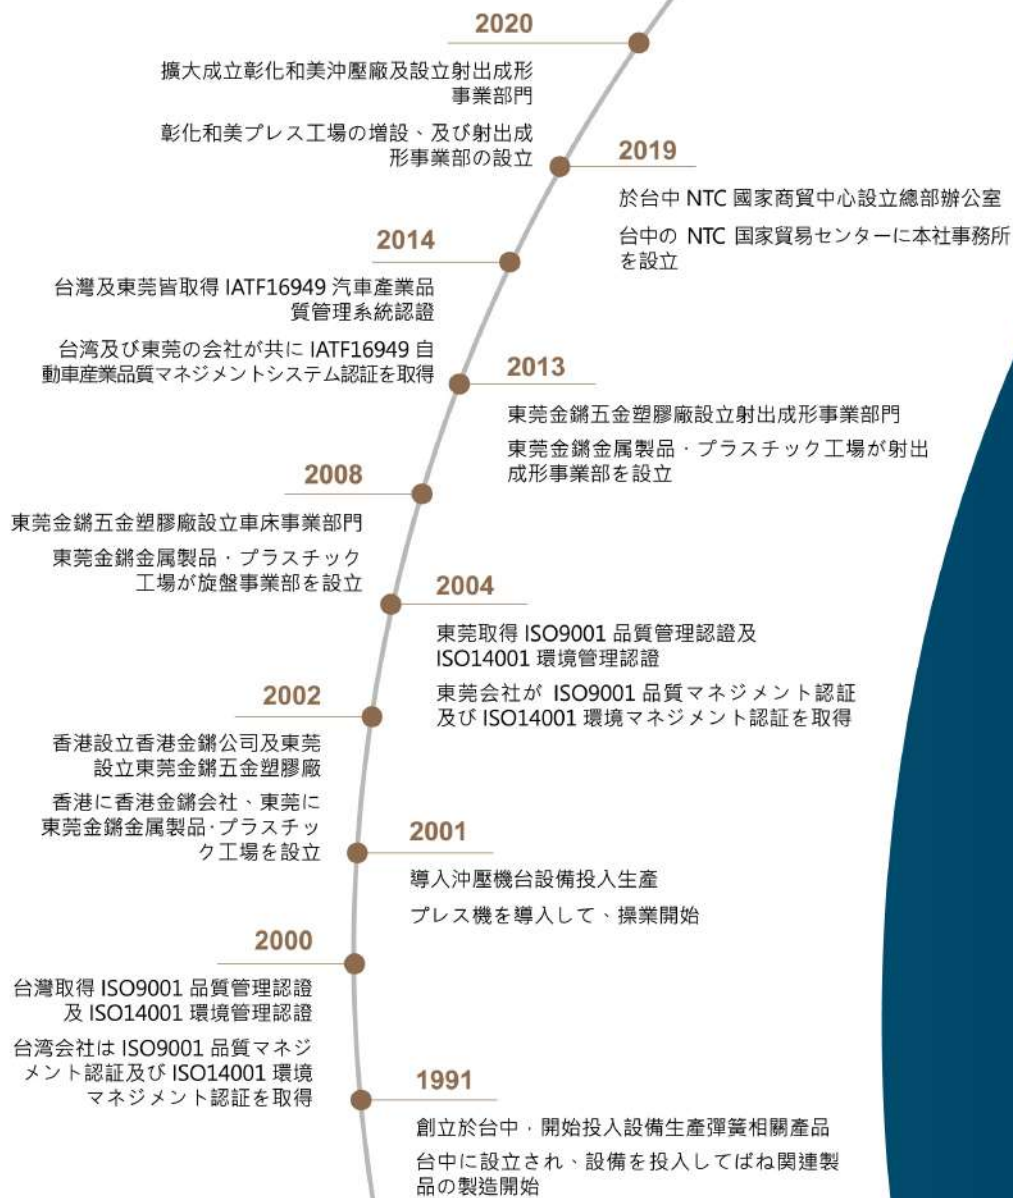 2020
擴大成立彰化和美沖壓廠及設立射出成形
事業部門
彰化和美プレス工場の増設、及び射出成
形事業部の設立
2019
於台中 NTC 國家商貿中心設立總部辦公室
台中の NTC 国家貿易センターに本社事務所
を設立
2014
台灣及東莞皆取得 IATF16949 汽車產業品
質管理系統認證
台湾及び東莞の会社が共に IATF16949 自
動車産業品質マネジメントシステム認証を取得
2013
東莞金鏘五金塑膠廠設立射出成形事業部門
東莞金鏘金属製品・プラスチック工場が射出
成形事業部を設立
2008
東莞金鏘五金塑膠廠設立車床事業部門
東莞金鏘金属製品・プラスチック
工場が旋盤事業部を設立
2004
東莞取得 ISO9001 品質管理認證及
ISO14001 環境管理認證
東莞会社が ISO9001 品質マネジメント認証
及び ISO14001 環境マネジメント認証を取得
2002
香港設立香港金鏘公司及東莞
設立東莞金鏘五金塑膠廠
香港に香港金鏘会社、東莞に
東莞金鏘金属製品・プラスチッ
ク工場を設立
2001
導入沖壓機台設備投入生產
プレス機を導入して、操業開始
2000
台灣取得 ISO9001 品質管理認證
及 ISO14001 環境管理認證
台湾会社は ISO9001 品質マネジ
メント認証及び ISO14001 環境
マネジメント認証を取得
1991
創立於台中，開始投入設備生產彈簧相關產品
台中に設立され、設備を投入してばね関連製
品の製造開始